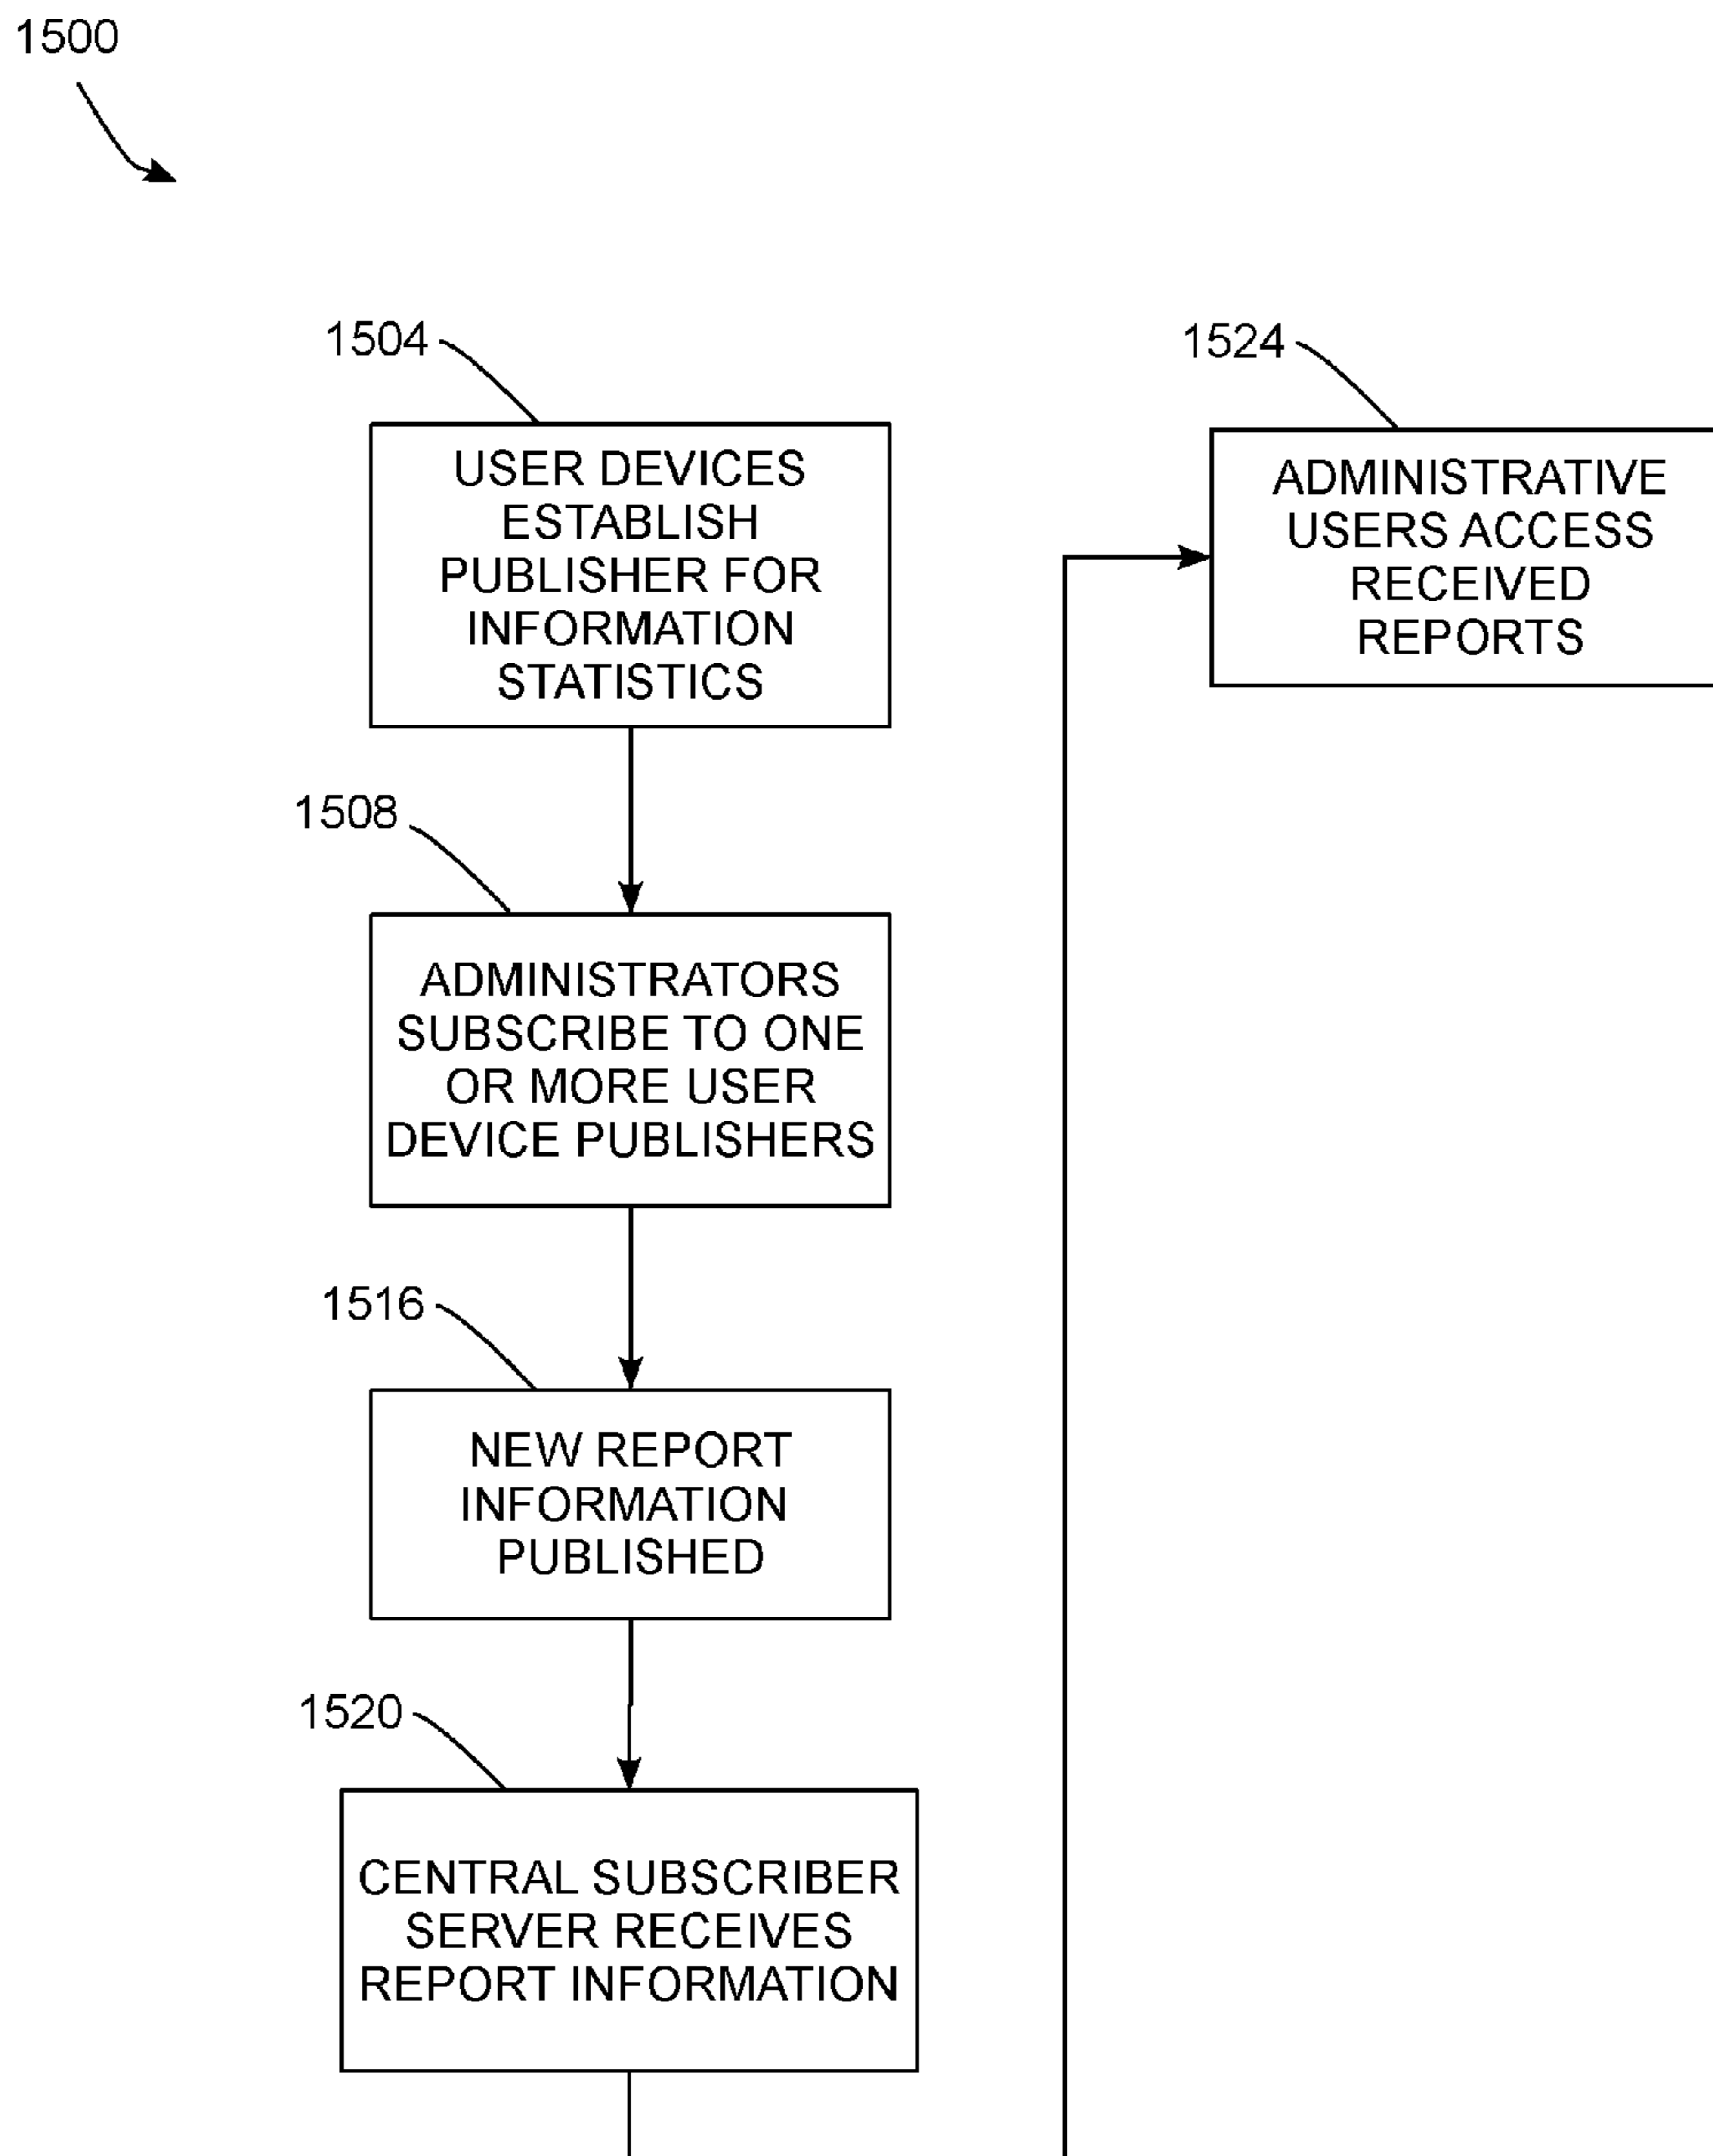 1500
1504
USER DEVICES
ESTABLISH
PUBLISHER FOR
INFORMATION
STATISTICS
1508
ADMINISTRATORS
SUBSCRIBE TO ONE
OR MORE USER
DEVICE PUBLISHERS
1516
NEW REPORT
INFORMATION
PUBLISHED
1520
CENTRAL SUBSCRIBER
SERVER RECEIVES
REPORT INFORMATION
1524
ADMINISTRATIVE
USERS ACCESS
RECEIVED
REPORTS